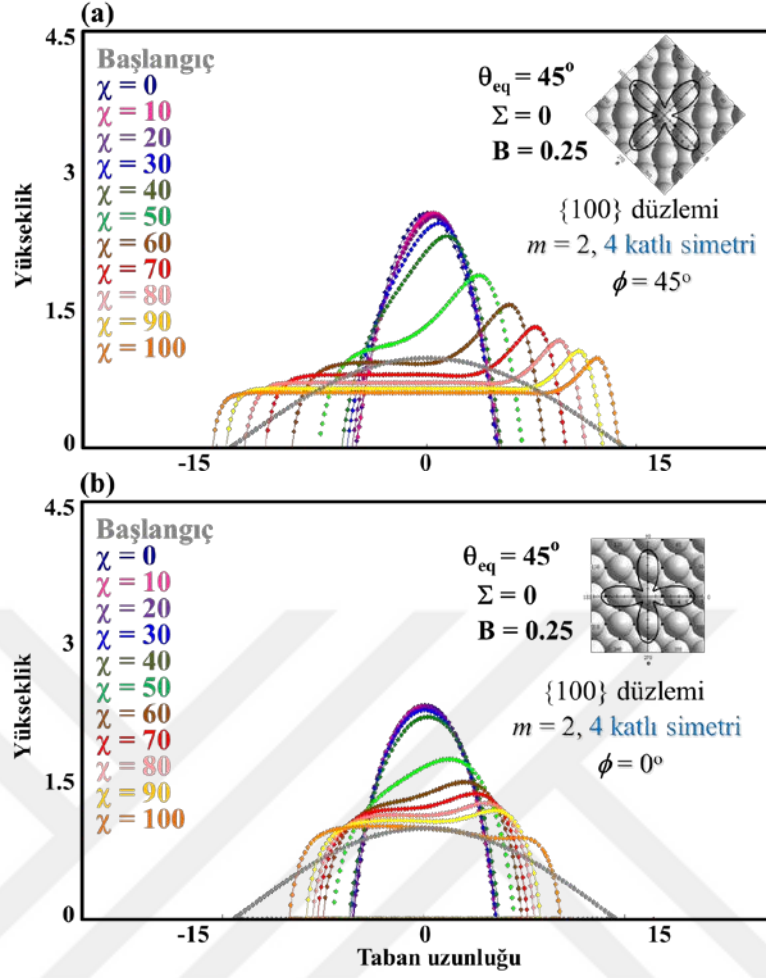 (a)
4.5
Başlangıç
χ = 0
χ = 10
χ = 20
χ = 30
χ = 40
χ = 50
χ = 60
χ = 70
χ = 80
χ = 90
χ = 100
θeq = 45°
Σ = 0
B = 0.25
{100} düzlemi
m = 2, 4 katlı simetri
ϕ = 45°
Yükseklik
3
1.5
0
-15
0
15
(b)
4.5
Başlangıç
χ = 0
χ = 10
χ = 20
χ = 30
χ = 40
χ = 50
χ = 60
χ = 70
χ = 80
χ = 90
χ = 100
θeq = 45°
Σ = 0
B = 0.25
{100} düzlemi
m = 2, 4 katlı simetri
ϕ = 0°
Yükseklik
3
1.5
0
-15
0
15
Taban uzunluğu